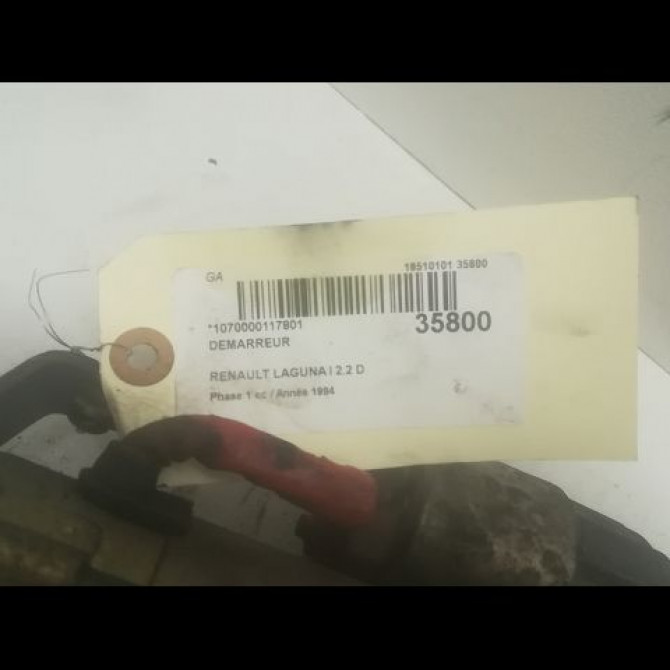 GA
18510101 35800
*1070000117801
35800
DEMARREUR
RENAULT LAGUNA I 2.2 D
Phase 1 cc / Année 1994